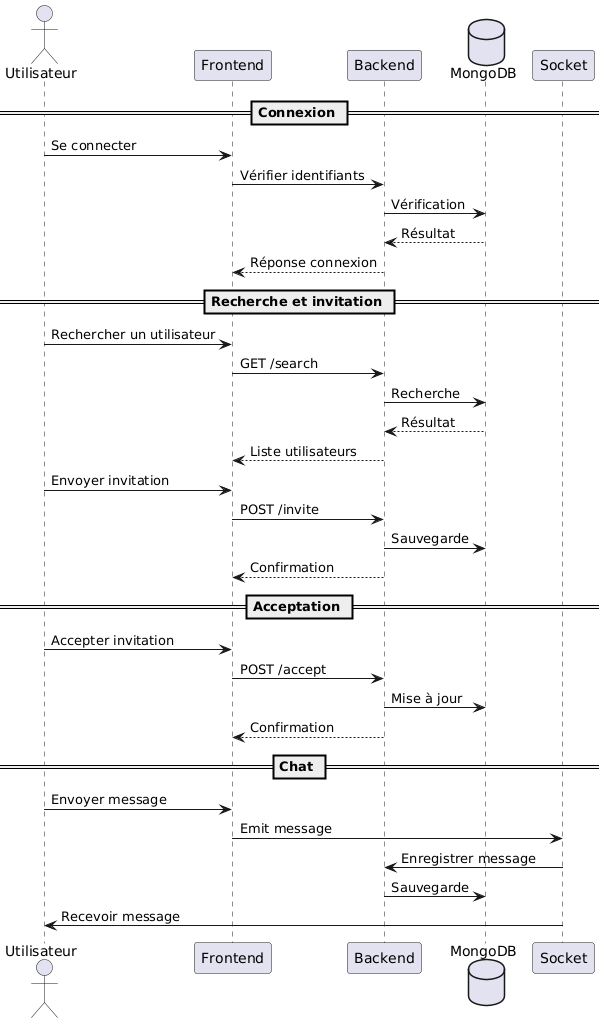 Utilisateur
Frontend
Backend
MongoDB
Socket
Connexion
Se connecter
Vérifier identifiants
Vérification
Résultat
Réponse connexion
Recherche et invitation
Rechercher un utilisateur
GET /search
Recherche
Résultat
Liste utilisateurs
Envoyer invitation
POST /invite
Sauvegarde
Confirmation
Acceptation
Accepter invitation
POST /accept
Mise à jour
Confirmation
Chat
Envoyer message
Emit message
Enregistrer message
Sauvegarde
Recevoir message
Utilisateur
Frontend
Backend
MongoDB
Socket